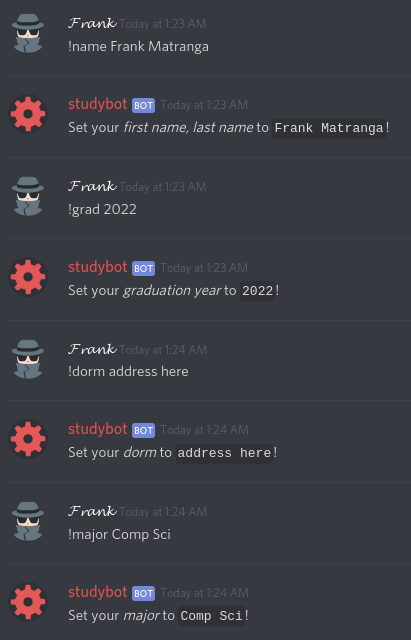 𝓕𝓻𝓪𝓷𝓴 Today at 1:23 AM
!name Frank Matranga
studybot BOT Today at 1:23 AM
Set your first name, last name to Frank Matranga!
𝓕𝓻𝓪𝓷𝓴 Today at 1:23 AM
!grad 2022
studybot BOT Today at 1:23 AM
Set your graduation year to 2022!
𝓕𝓻𝓪𝓷𝓴 Today at 1:24 AM
!dorm address here
studybot BOT Today at 1:24 AM
Set your dorm to address here!
𝓕𝓻𝓪𝓷𝓴 Today at 1:24 AM
!major Comp Sci
studybot BOT Today at 1:24 AM
Set your major to Comp Sci!